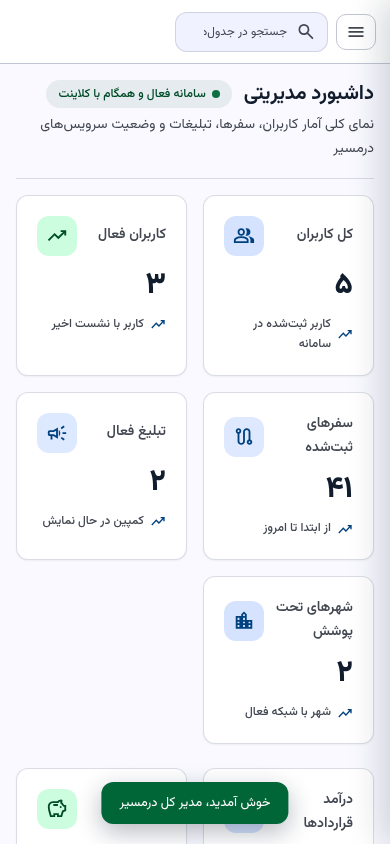 جستجو در جدول‌ه
داشبورد مدیریتی
سامانه فعال و همگام با کلاینت
نمای کلی آمار کاربران، سفرها، تبلیغات و وضعیت سرویس‌های
درمسیر
کل کاربران
۵
کاربر ثبت‌شده در
سامانه
کاربران فعال
۳
کاربر با نشست اخیر
سفرهای
ثبت‌شده
۴۱
از ابتدا تا امروز
تبلیغ فعال
۲
کمپین در حال نمایش
شهرهای تحت
پوشش
۲
شهر با شبکه فعال
درآمد
قراردادها
خوش آمدید، مدیر کل درمسیر